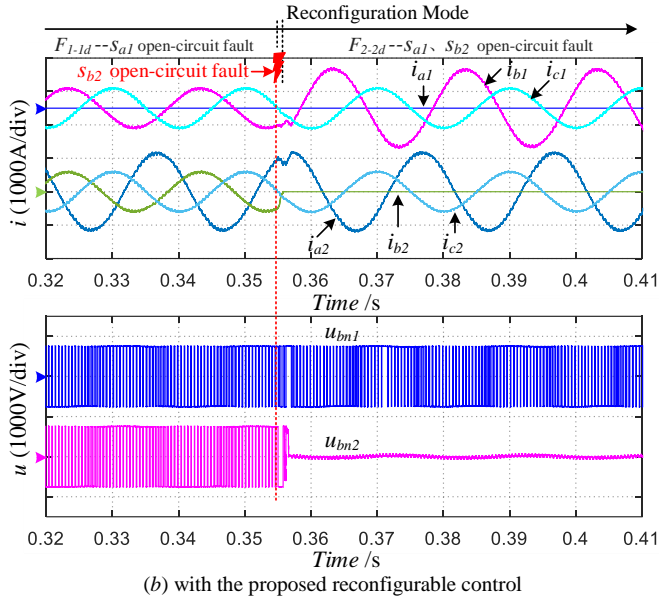 Reconfiguration Mode
F1-1d--sa1 open-circuit fault
F2-2d--sa1、sb2 open-circuit fault
sb2 open-circuit fault
ia1
ib1
ic1
i (1000A/div)
ia2
ib2
ic2
0.32 0.33 0.34 0.35 0.36 0.37 0.38 0.39 0.4 0.41
Time /s
ubn1
u (1000V/div)
ubn2
0.32 0.33 0.34 0.35 0.36 0.37 0.38 0.39 0.4 0.41
Time /s
(b) with the proposed reconfigurable control